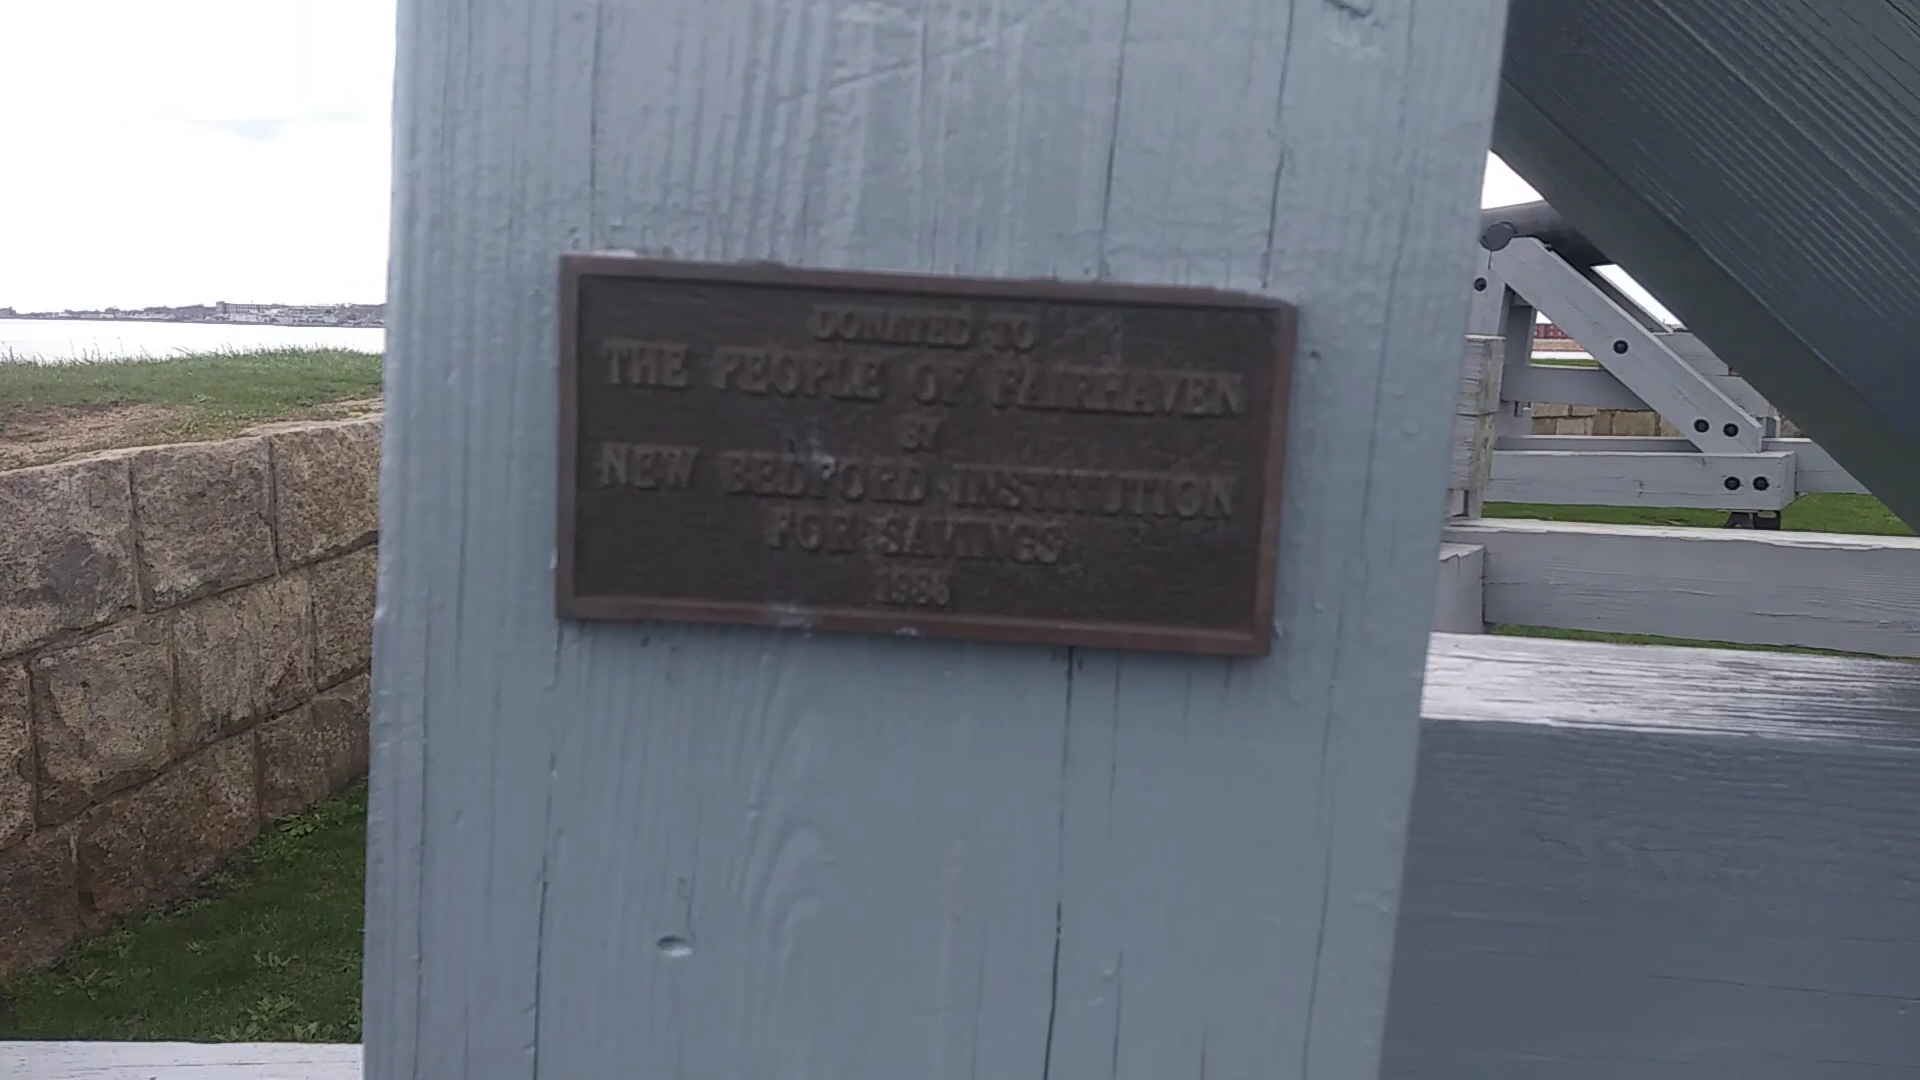 DONATED TO
THE PEOPLE OF FAIRHAVEN
BY
NEW BEDFORD INSTITUTION
FOR SAVINGS